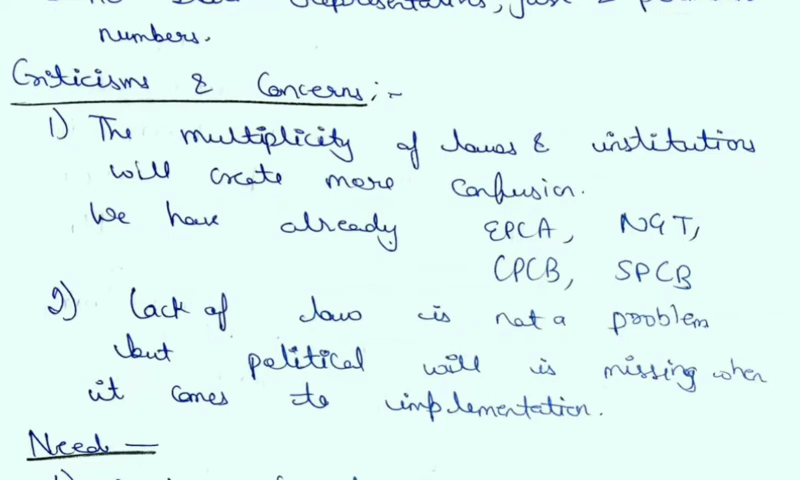 numbers.
Criticisms & Concerns :-
1) The multiplicity of laws & institutions
will create more confusion.
We have already EPCA, NGT,
CPCB, SPCB
2) Lack of law is not a problem
but political will is missing when
it comes to implementation.
Need —